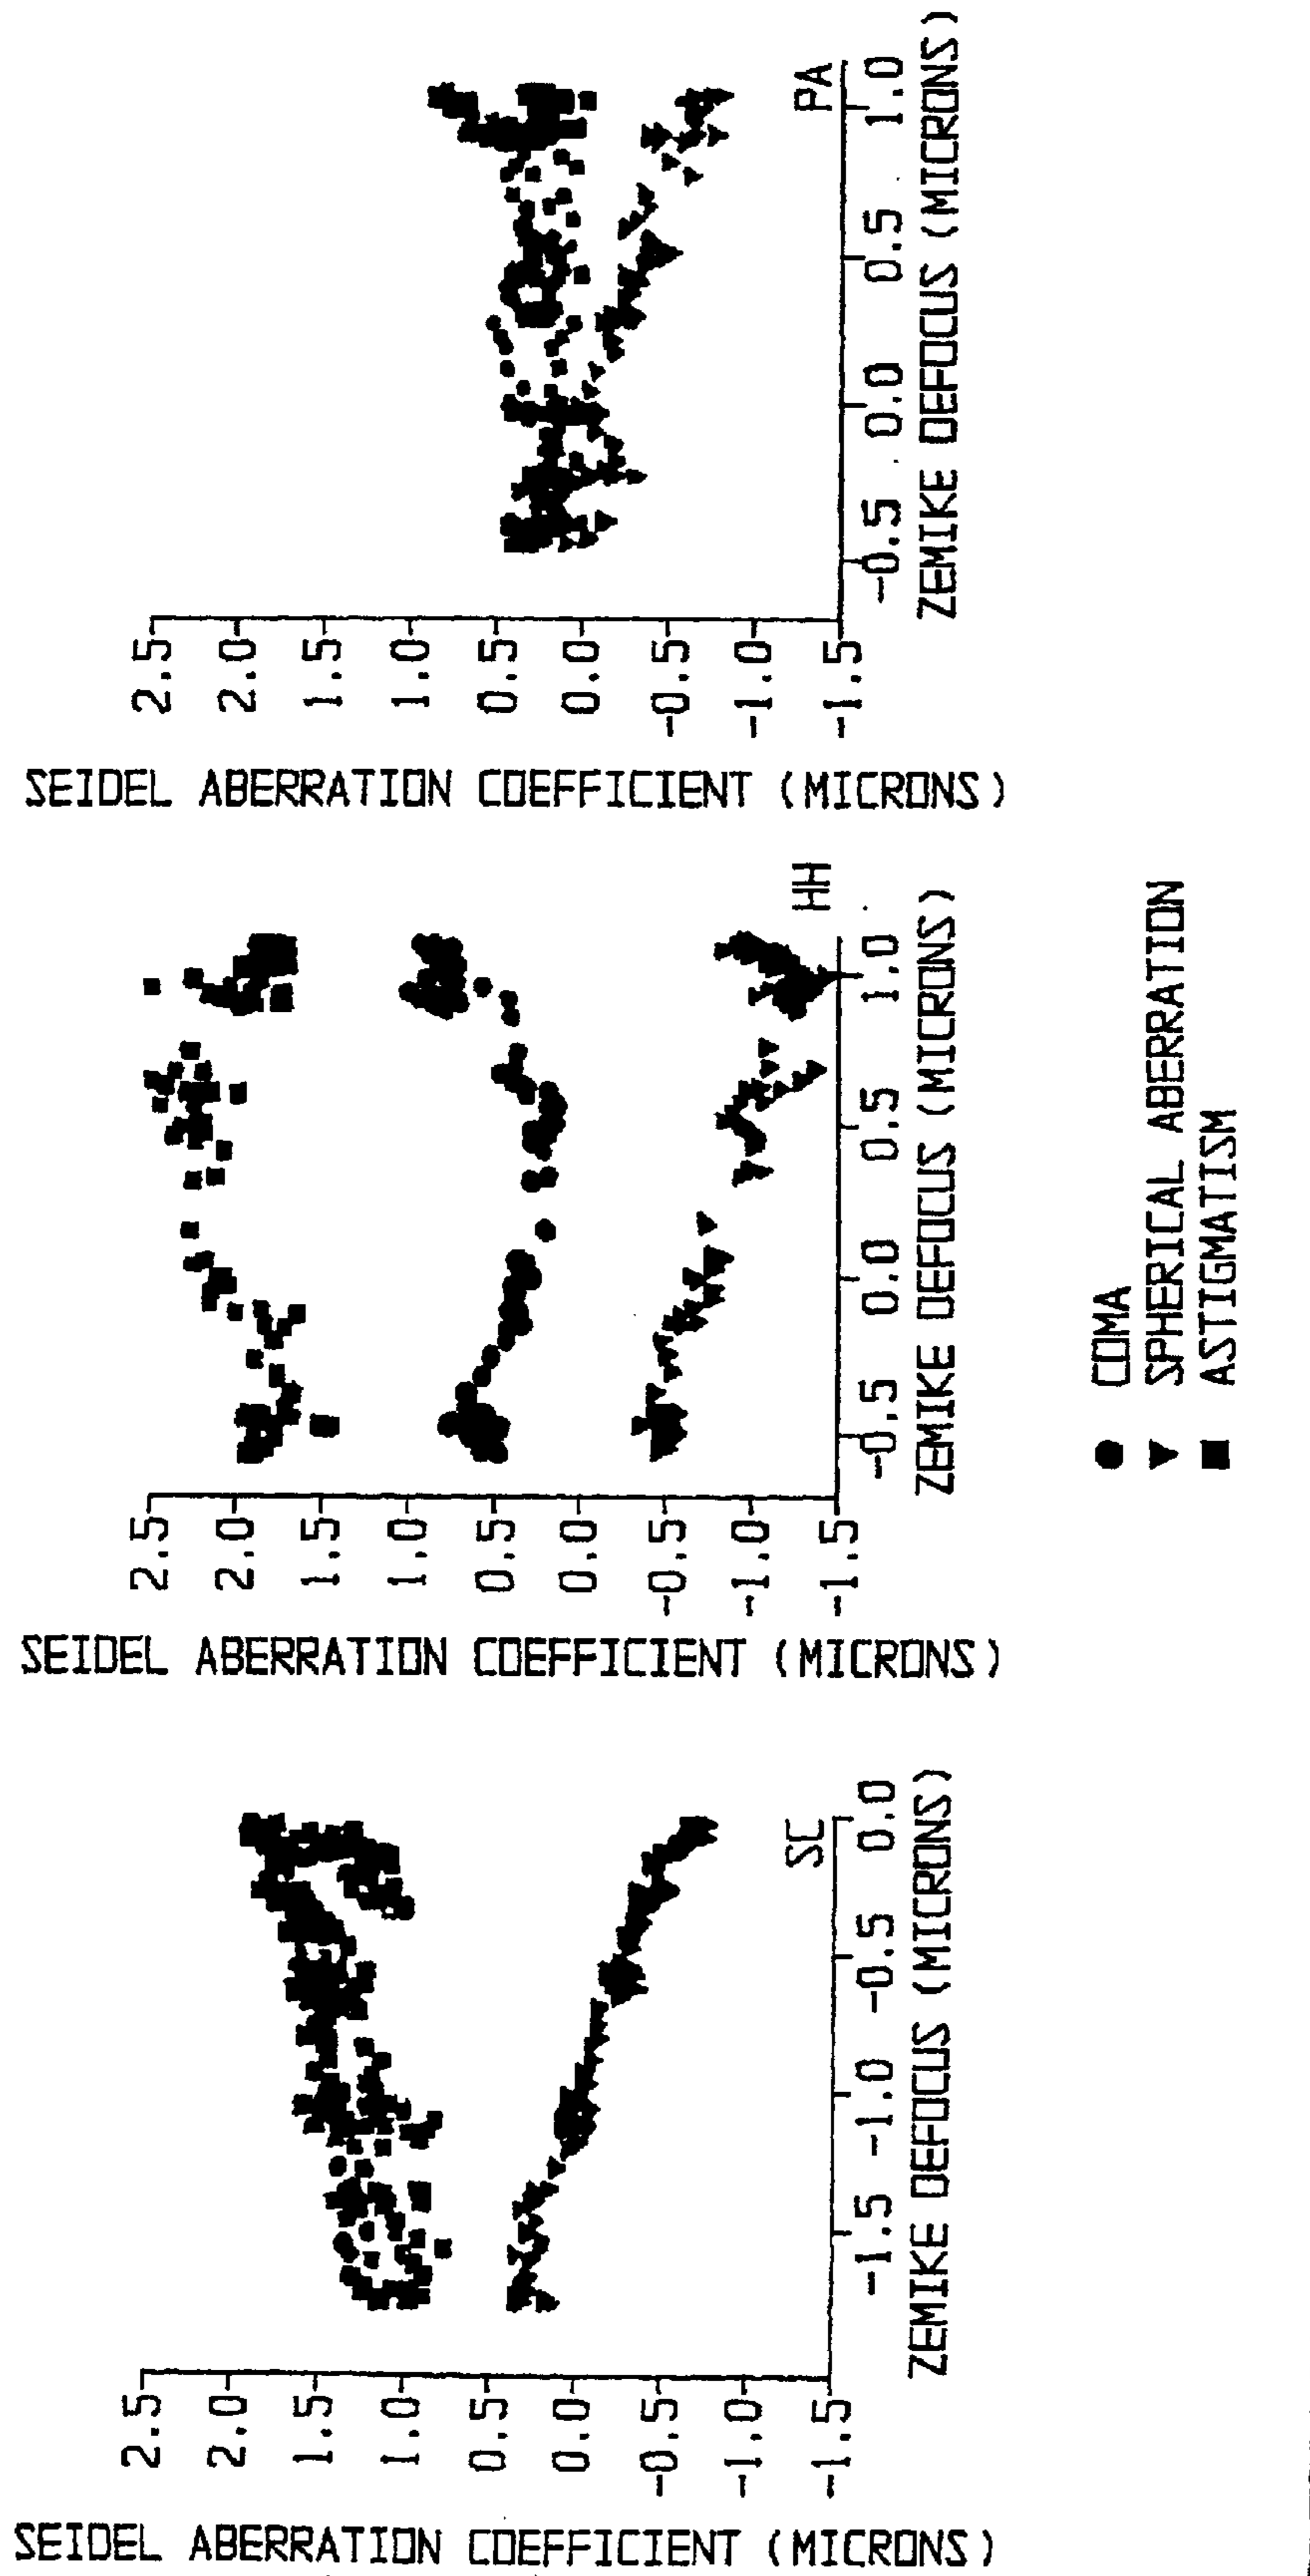 SEIDEL ABERRATION COEFFICIENT (MICRONS)
2.5
2.0
1.5
1.0
0.5
0.0
-0.5
-1.0
-1.5
SC
-1.5 -1.0 -0.5 0.0
ZEMIKE DEFOCUS (MICRONS)
SEIDEL ABERRATION COEFFICIENT (MICRONS)
2.5
2.0
1.5
1.0
0.5
0.0
-0.5
-1.0
-1.5
HH
-0.5 0.0 0.5 1.0
ZEMIKE DEFOCUS (MICRONS)
SEIDEL ABERRATION COEFFICIENT (MICRONS)
2.5
2.0
1.5
1.0
0.5
0.0
-0.5
-1.0
-1.5
PA
-0.5 0.0 0.5 1.0
ZEMIKE DEFOCUS (MICRONS)
COMA
SPHERICAL ABERRATION
ASTIGMATISM